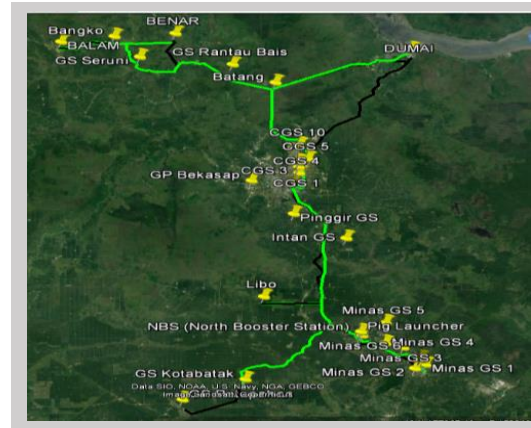 BENAR
Bangko
BALAM
GS Rantau Bais
GS Seruni
DUMAI
Batang
CGS 10
CGS 5
CGS 4
CGS 3
GP Bekasap
CGS 1
Pinggir GS
Intan GS
Libo
Minas GS 5
NBS (North Booster Station)
Pig Launcher
Minas GS 4
Minas GS 6
Minas GS 3
Minas GS 2
Minas GS 1
GS Kotabatak
Data SIO, NOAA, U.S. Navy, NGA, GEBCO